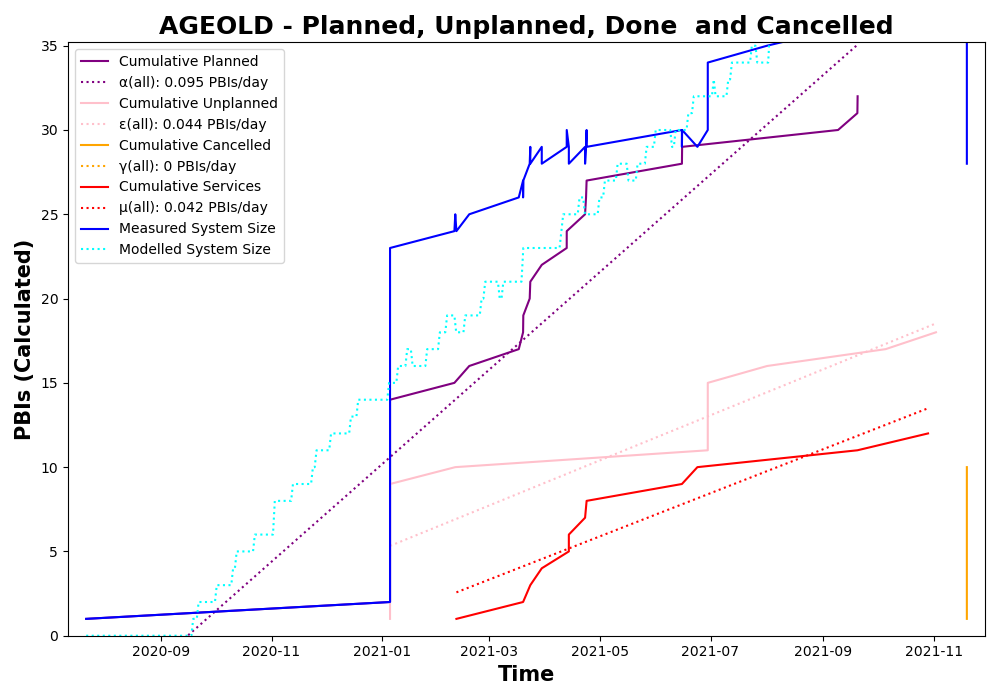 AGEOLD - Planned, Unplanned, Done  and Cancelled
PBIs (Calculated)
35
30
25
20
15
10
5
0
Cumulative Planned
α(all): 0.095 PBIs/day
Cumulative Unplanned
ε(all): 0.044 PBIs/day
Cumulative Cancelled
γ(all): 0 PBIs/day
Cumulative Services
μ(all): 0.042 PBIs/day
Measured System Size
Modelled System Size
2020-09 2020-11 2021-01 2021-03 2021-05 2021-07 2021-09 2021-11
Time